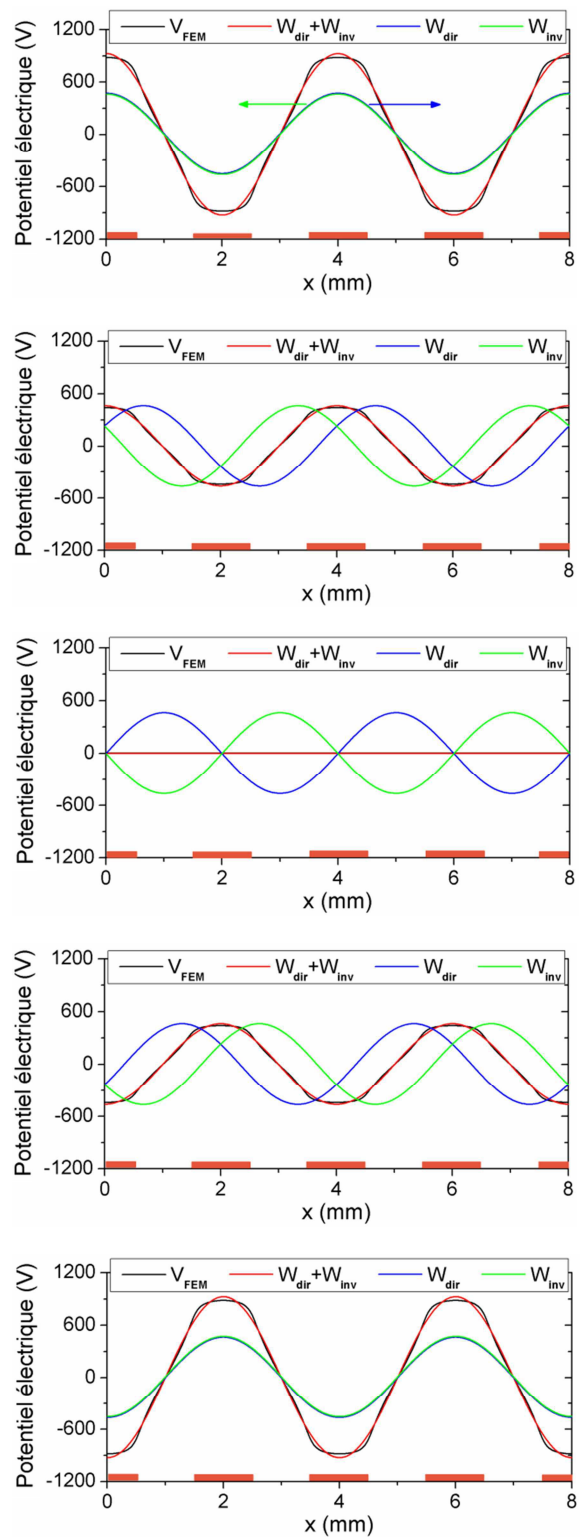 V_FEM W_dir+W_inv W_dir W_inv
Potentiel électrique (V)
1200
600
0
-600
-1200
0 2 4 6 8
x (mm)
V_FEM W_dir+W_inv W_dir W_inv
Potentiel électrique (V)
1200
600
0
-600
-1200
0 2 4 6 8
x (mm)
V_FEM W_dir+W_inv W_dir W_inv
Potentiel électrique (V)
1200
600
0
-600
-1200
0 2 4 6 8
x (mm)
V_FEM W_dir+W_inv W_dir W_inv
Potentiel électrique (V)
1200
600
0
-600
-1200
0 2 4 6 8
x (mm)
V_FEM W_dir+W_inv W_dir W_inv
Potentiel électrique (V)
1200
600
0
-600
-1200
0 2 4 6 8
x (mm)